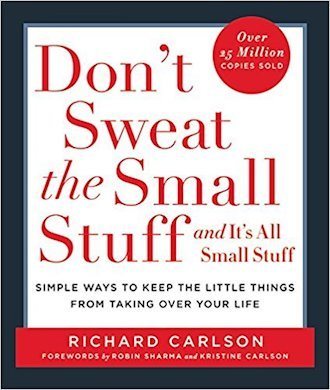 Over
25 Million
COPIES SOLD
Don't
Sweat
the Small
Stuff and It's All
Small Stuff
SIMPLE WAYS TO KEEP THE LITTLE THINGS
FROM TAKING OVER YOUR LIFE
RICHARD CARLSON
FOREWORDS by ROBIN SHARMA and KRISTINE CARLSON